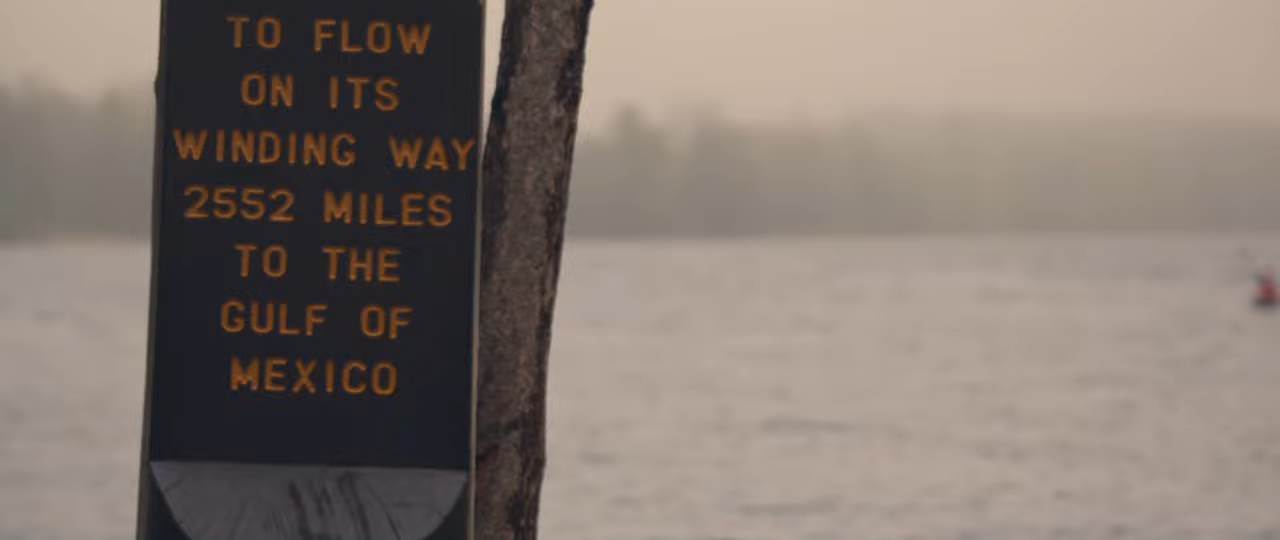 TO FLOW
ON ITS
WINDING WAY
2552 MILES
TO THE
GULF OF
MEXICO